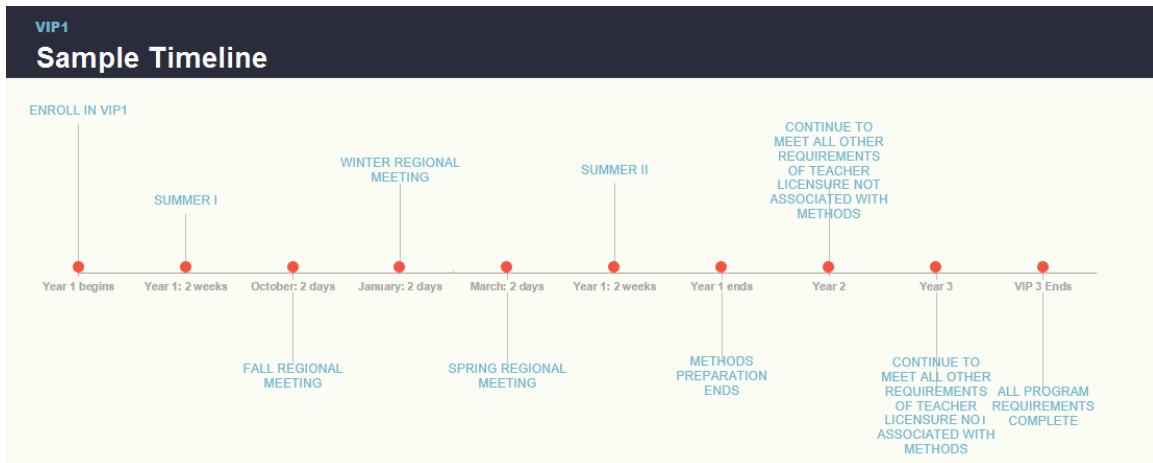 VIP1
Sample Timeline
ENROLL IN VIP1
SUMMER I
WINTER REGIONAL
MEETING
SUMMER II
CONTINUE TO
MEET ALL OTHER
REQUIREMENTS
OF TEACHER
LICENSURE NOT
ASSOCIATED WITH
METHODS
Year 1 begins
Year 1: 2 weeks
October: 2 days
January: 2 days
March: 2 days
Year 1: 2 weeks
Year 1 ends
Year 2
Year 3
VIP 3 Ends
FALL REGIONAL
MEETING
SPRING REGIONAL
MEETING
METHODS
PREPARATION
ENDS
CONTINUE TO
MEET ALL OTHER
REQUIREMENTS
OF TEACHER
LICENSURE NOT
ASSOCIATED WITH
METHODS
ALL PROGRAM
REQUIREMENTS
COMPLETE